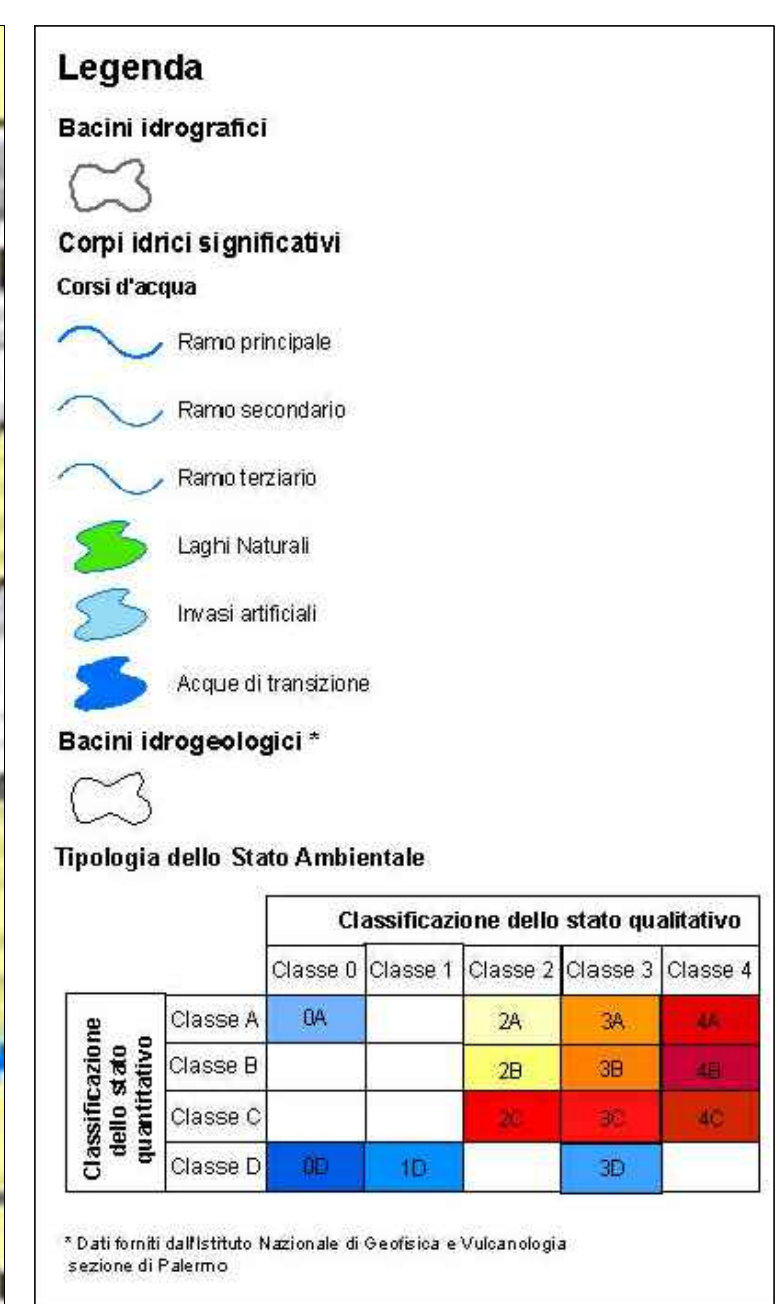 Legenda
Bacini idrografici
Corpi idrici significativi
Corsi d'acqua
Ramo principale
Ramo secondario
Ramo terziario
Laghi Naturali
Invasi artificiali
Acque di transizione
Bacini idrogeologici *
Tipologia dello Stato Ambientale
Classificazione dello stato qualitativo
Classe 0 Classe 1 Classe 2 Classe 3 Classe 4
Classificazione
dello stato
quantitativo
Classe A 0A 2A 3A 4A
Classe B 2B 3B 4B
Classe C 2C 3C 4C
Classe D 0D 1D 3D
* Dati forniti dall'Istituto Nazionale di Geofisica e Vulcanologia
sezione di Palermo